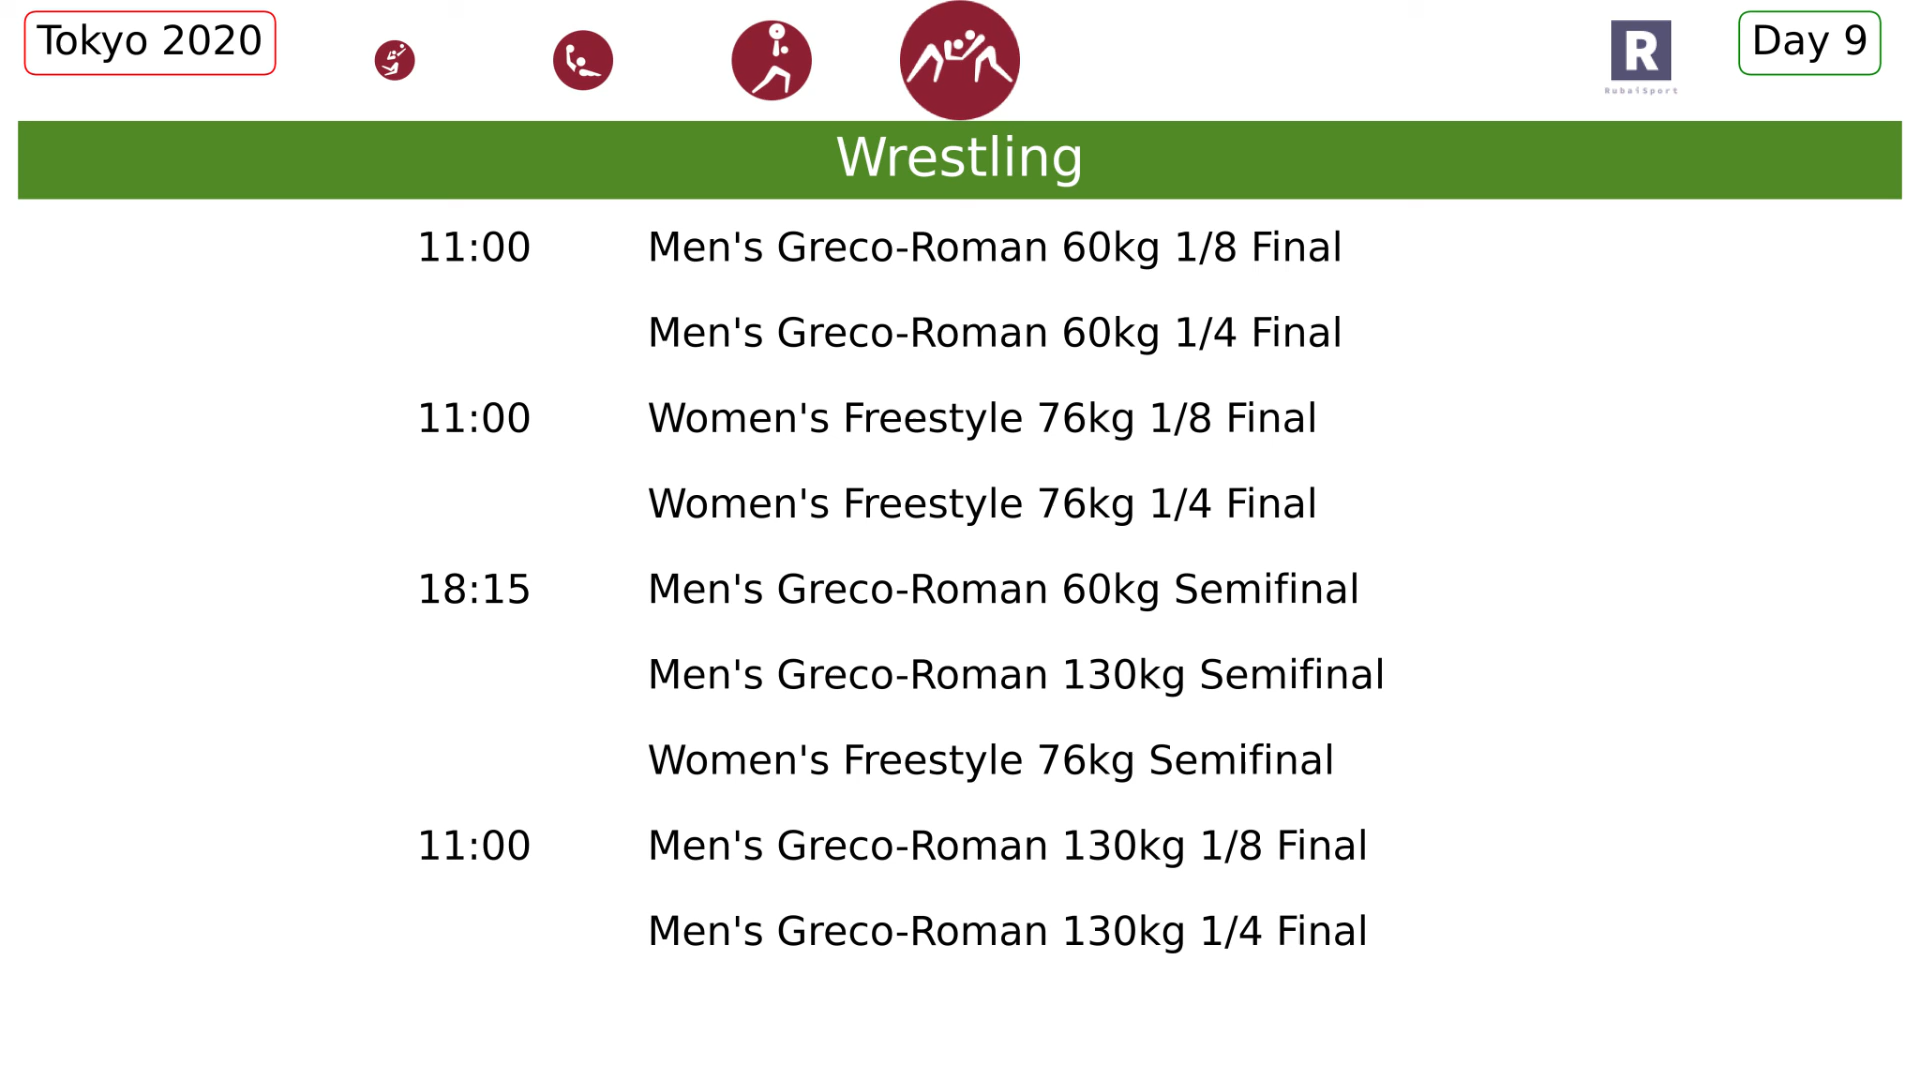 Tokyo 2020
R
RubaiSport
Day 9
Wrestling
11:00 Men's Greco-Roman 60kg 1/8 Final
Men's Greco-Roman 60kg 1/4 Final
11:00 Women's Freestyle 76kg 1/8 Final
Women's Freestyle 76kg 1/4 Final
18:15 Men's Greco-Roman 60kg Semifinal
Men's Greco-Roman 130kg Semifinal
Women's Freestyle 76kg Semifinal
11:00 Men's Greco-Roman 130kg 1/8 Final
Men's Greco-Roman 130kg 1/4 Final